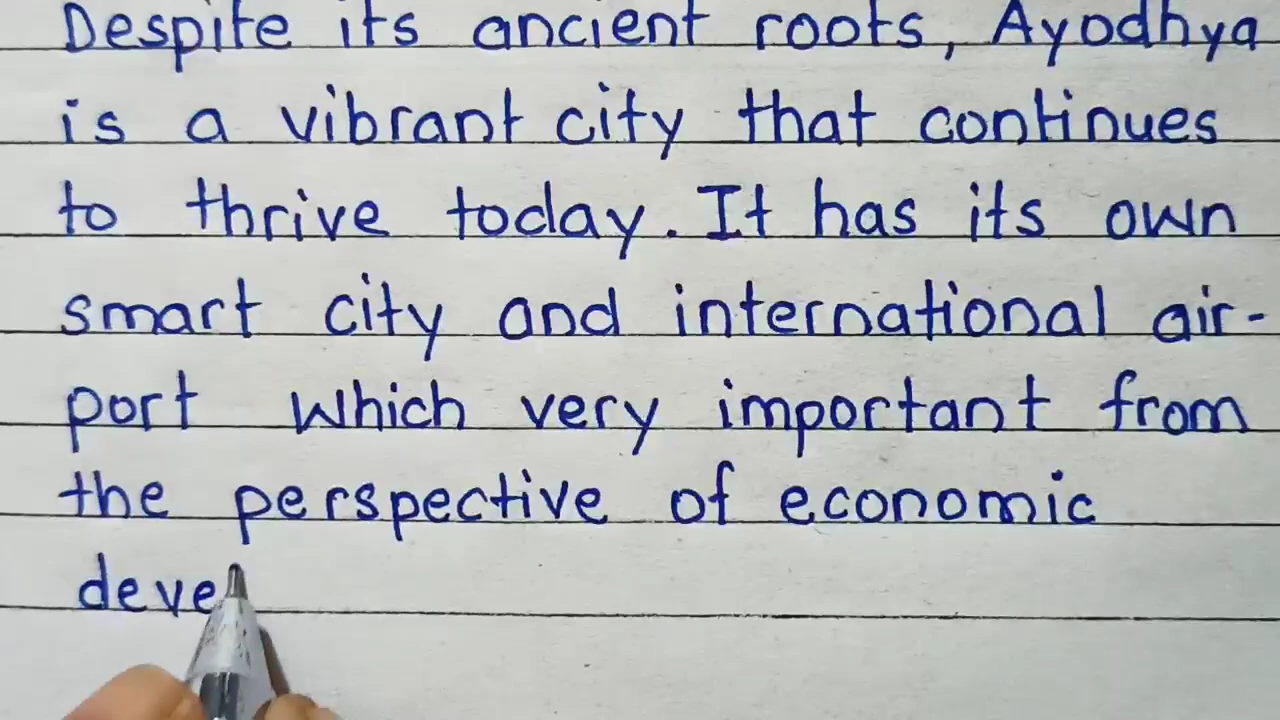 Despite its ancient roots, Ayodhya
is a vibrant city that continues
to thrive today. It has its own
smart city and international air-
port which very important from
the perspective of economic
deve